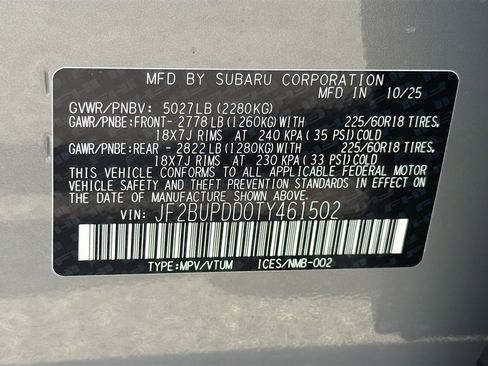 MFD BY SUBARU CORPORATION 10/25
GVWR/PNBV: 5027LB(2280KG)
GAWR/PNBE:FRONT- 2778 LB(1260KG)WITH 225/60R18 TIRES,
18X7J RIMS AT 240 KPA(35 PSI)COLD
GAWR/PNBE:REAR - 2822 LB(1280KG)WITH 225/60R18 TIRES,
18X7J RIMS AT 230 KPA(33 PSI)COLD
THIS VEHICLE CONFORMS TO ALL APPLICABLE FEDERAL MOTOR
VEHICLE SAFETY AND THEFT PREVENTION STANDARDS IN EFFECT
ON THE DATE OF MANUFACTURE SHOWN ABOVE.
VIN: JF2BUPDD0TY461502
TYPE:MPV/VTUM ICES/NMB-002